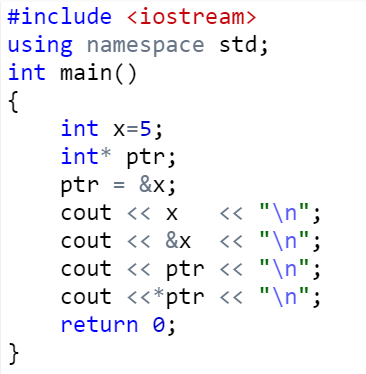 #include <iostream>
using namespace std;
int main()
{
    int x=5;
    int* ptr;
    ptr = &x;
    cout << x   << "\n";
    cout << &x  << "\n";
    cout << ptr << "\n";
    cout <<*ptr << "\n";
    return 0;
}